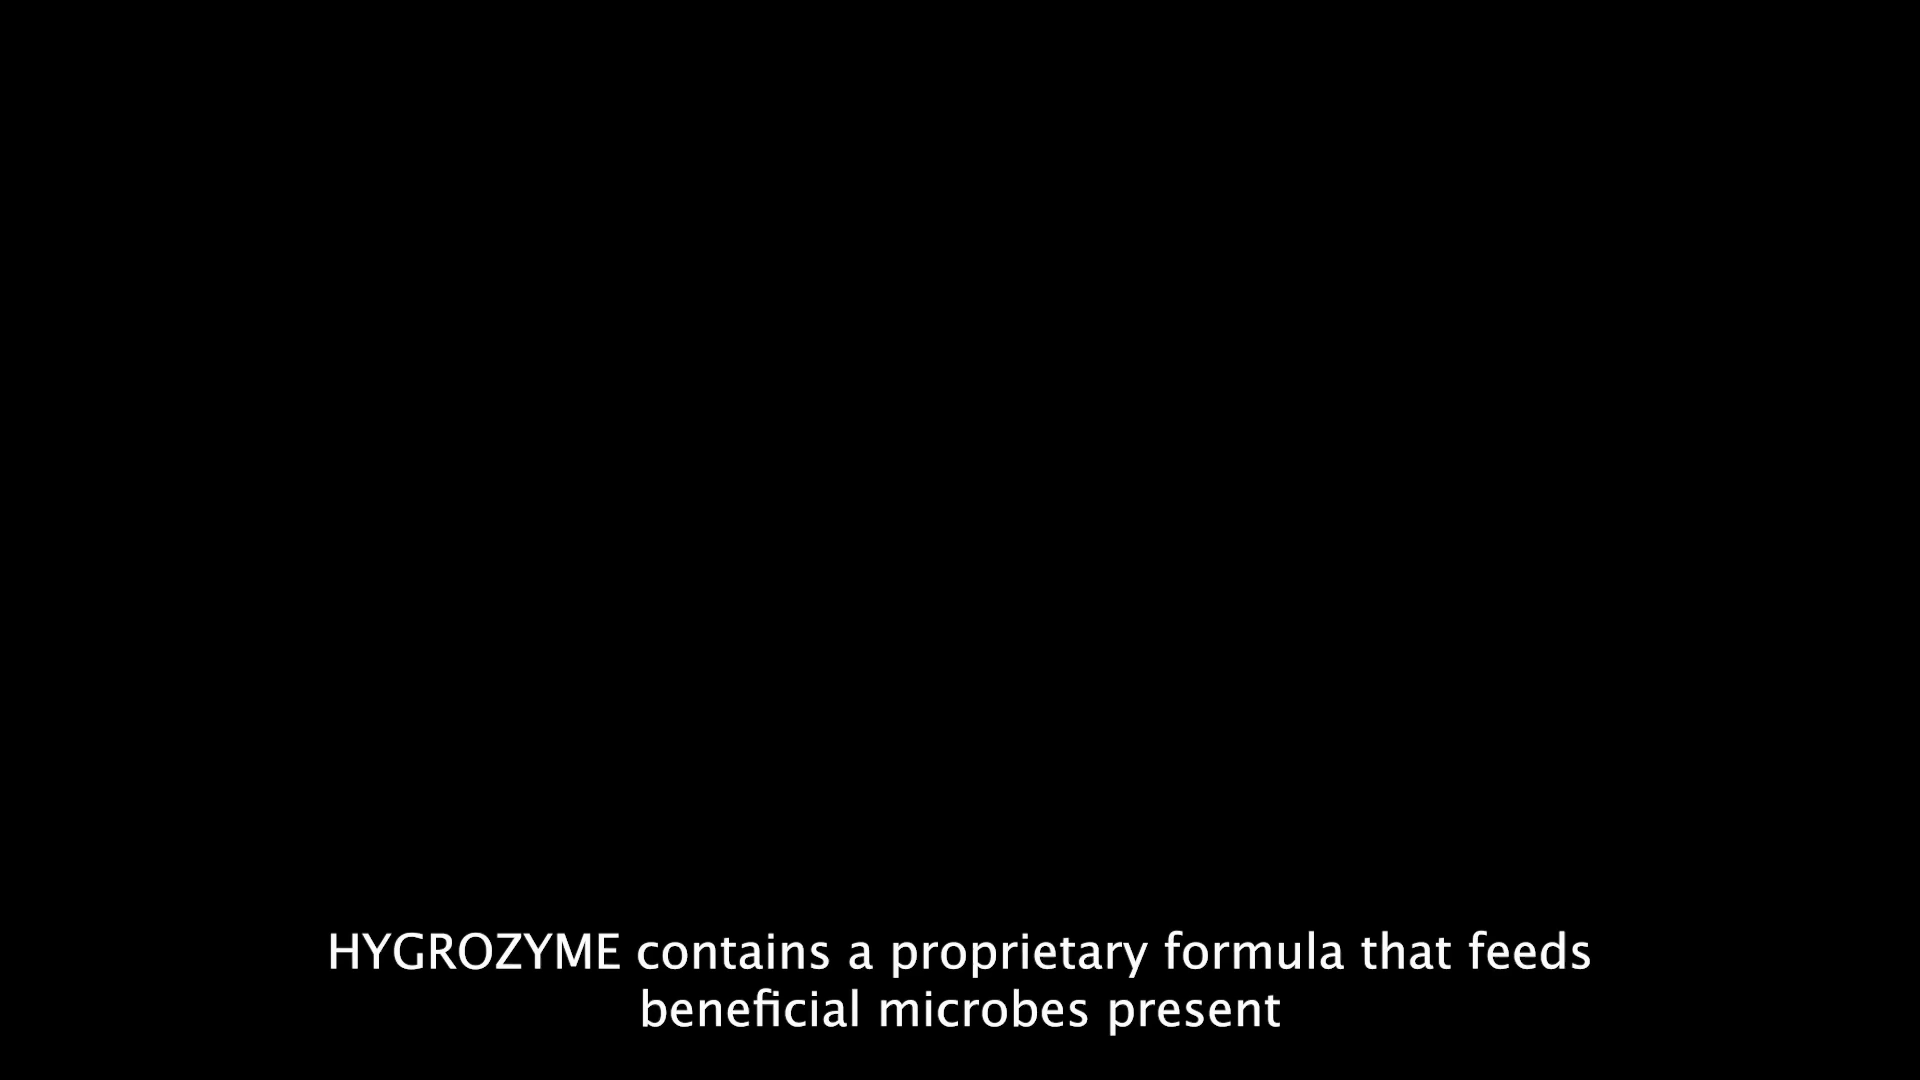 HYGROZYME contains a proprietary formula that feeds
beneficial microbes present